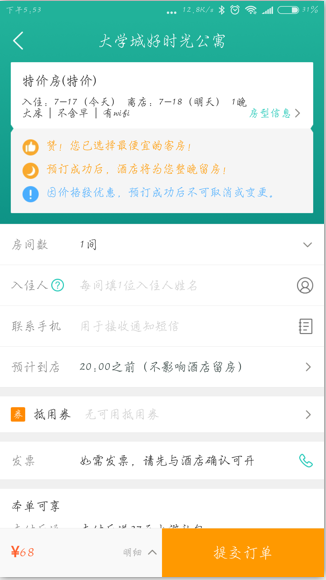 下午5:53
... 12.8K/s 31%
大学城好时光公寓
特价房(特价)
入住：7-17（今天） 离店：7-18（明天） 1晚
大床 | 不含早 | 有wifi
房型信息
赞！您已选择最便宜的客房！
预订成功后，酒店将为您整晚留房！
因价格较优惠，预订成功后不可取消或变更。
房间数 1间
入住人 ? 每间填1位入住人姓名
联系手机 用于接收通知短信
预计到店 20:00之前（不影响酒店留房）
券 抵用券 无可用抵用券
发票 如需发票，请先与酒店确认可开
本单可享
¥68
明细
提交订单